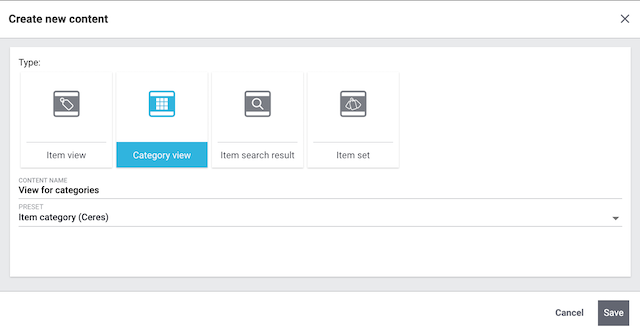 Create new content
Type:
Item view
Category view
Item search result
Item set
CONTENT NAME
View for categories
PRESET
Item category (Ceres)
Cancel
Save